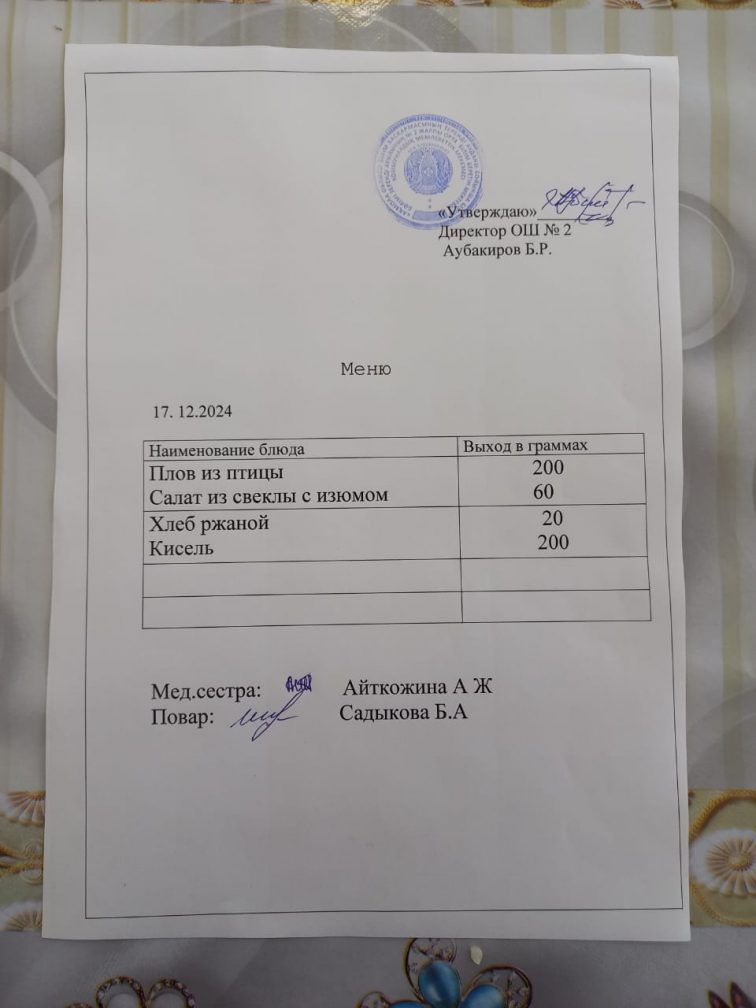 «Утверждаю»
Директор ОШ № 2
Аубакиров Б.Р.
Меню
17. 12.2024
Наименование блюда Выход в граммах
Плов из птицы 200
Салат из свеклы с изюмом 60
Хлеб ржаной 20
Кисель 200
Мед.сестра: Айткожина А Ж
Повар: Садыкова Б.А